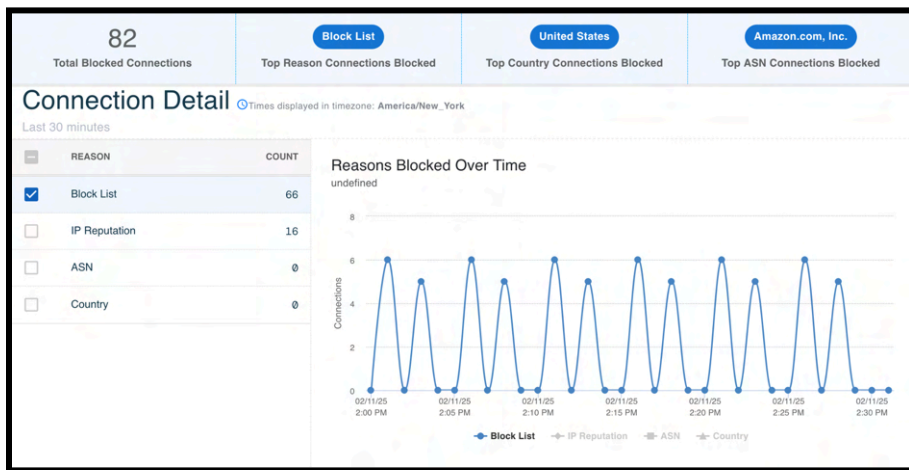 82
Total Blocked Connections
Block List
Top Reason Connections Blocked
United States
Top Country Connections Blocked
Amazon.com, Inc.
Top ASN Connections Blocked
Connection Detail
Times displayed in timezone: America/New_York
Last 30 minutes
REASON COUNT
Block List 66
IP Reputation 16
ASN 0
Country 0
Reasons Blocked Over Time
undefined
Connections
8
6
4
2
0
02/11/25 02/11/25 02/11/25 02/11/25 02/11/25 02/11/25 02/11/25
2:00 PM 2:05 PM 2:10 PM 2:15 PM 2:20 PM 2:25 PM 2:30 PM
Block List IP Reputation ASN Country